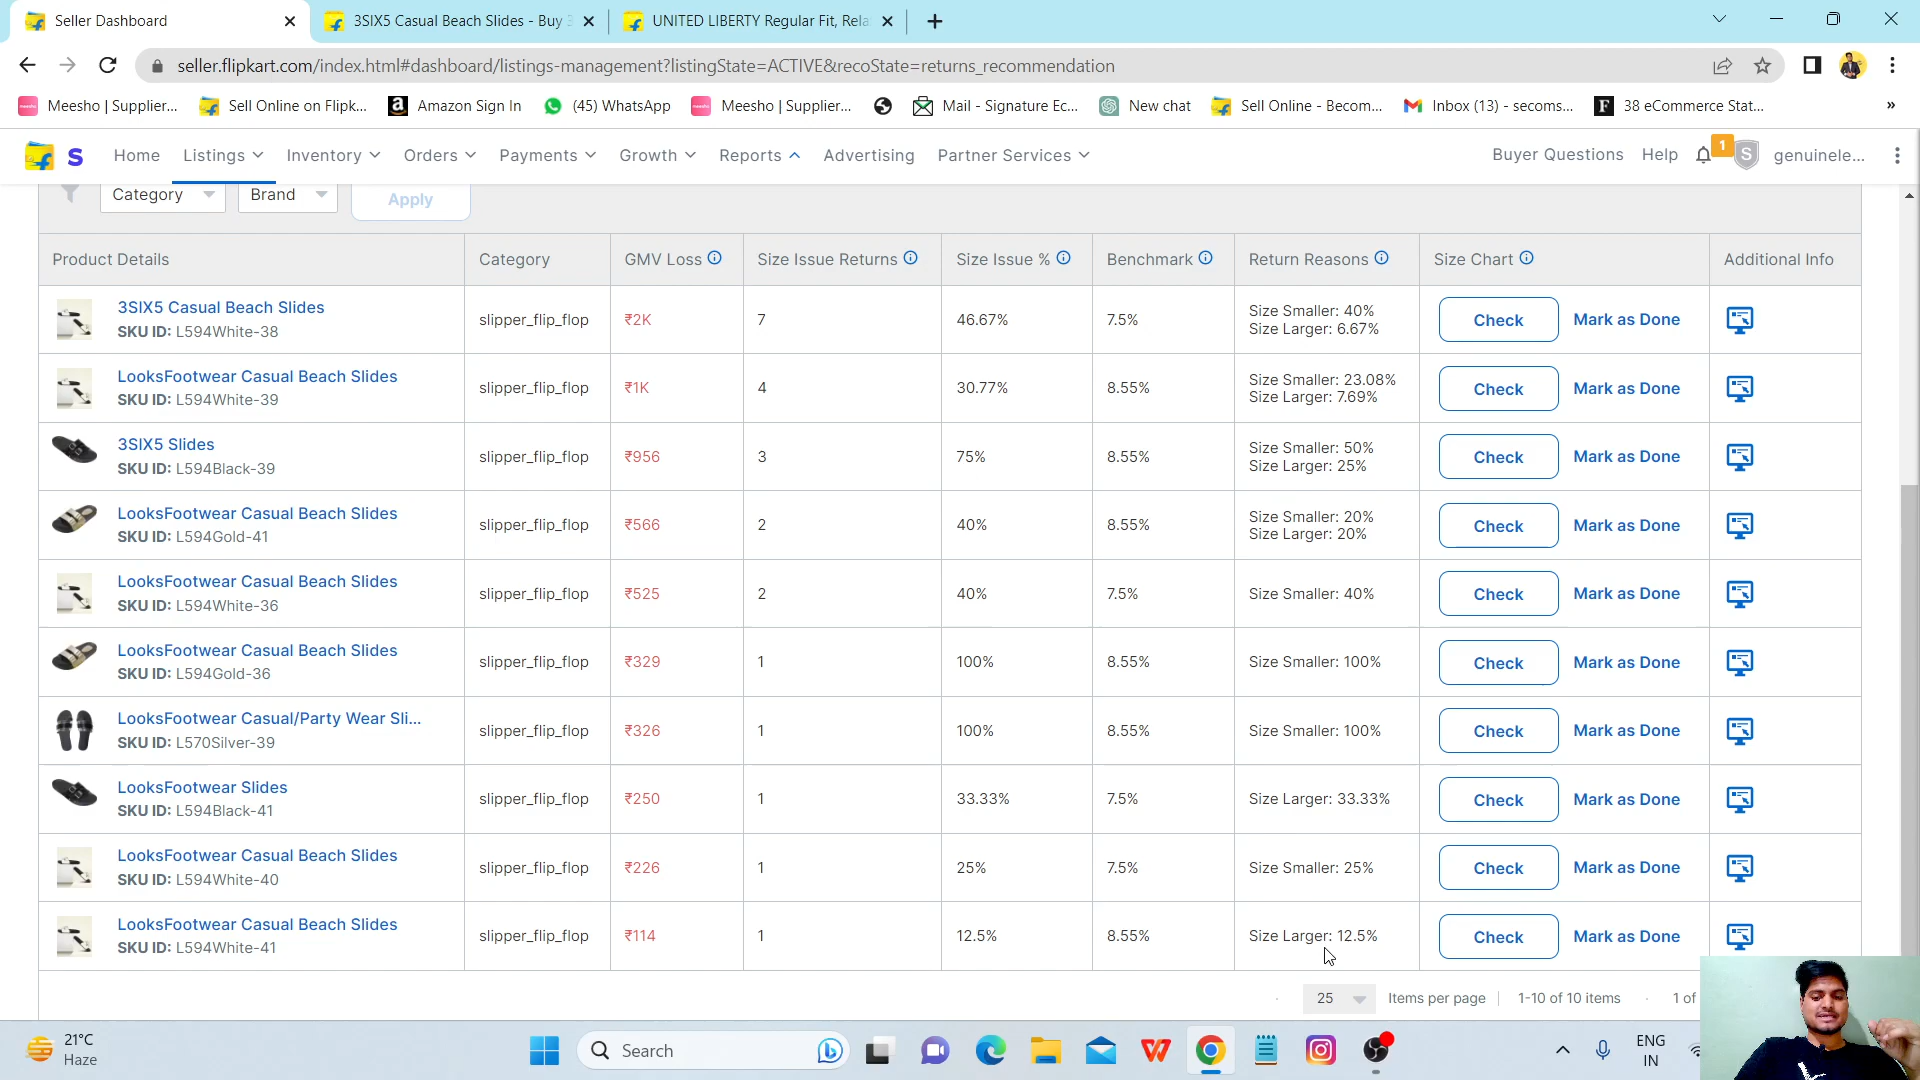 Seller Dashboard
3SIX5 Casual Beach Slides - Buy 3
UNITED LIBERTY Regular Fit, Rela
seller.flipkart.com/index.html#dashboard/listings-management?listingState=ACTIVE&recoState=returns_recommendation
Meesho | Supplier... Sell Online on Flipk... Amazon Sign In (45) WhatsApp Meesho | Supplier... Mail - Signature Ec... New chat Sell Online - Becom... Inbox (13) - secoms... 38 eCommerce Stat... »
Home Listings Inventory Orders Payments Growth Reports Advertising Partner Services Buyer Questions Help 1 S genuinele...
Category Brand Apply
Product Details Category GMV Loss Size Issue Returns Size Issue % Benchmark Return Reasons Size Chart Additional Info
3SIX5 Casual Beach Slides
SKU ID: L594White-38
slipper_flip_flop ₹2K 7 46.67% 7.5%
Size Smaller: 40%
Size Larger: 6.67%
Check Mark as Done
LooksFootwear Casual Beach Slides
SKU ID: L594White-39
slipper_flip_flop ₹1K 4 30.77% 8.55%
Size Smaller: 23.08%
Size Larger: 7.69%
Check Mark as Done
3SIX5 Slides
SKU ID: L594Black-39
slipper_flip_flop ₹956 3 75% 8.55%
Size Smaller: 50%
Size Larger: 25%
Check Mark as Done
LooksFootwear Casual Beach Slides
SKU ID: L594Gold-41
slipper_flip_flop ₹566 2 40% 8.55%
Size Smaller: 20%
Size Larger: 20%
Check Mark as Done
LooksFootwear Casual Beach Slides
SKU ID: L594White-36
slipper_flip_flop ₹525 2 40% 7.5% Size Smaller: 40% Check Mark as Done
LooksFootwear Casual Beach Slides
SKU ID: L594Gold-36
slipper_flip_flop ₹329 1 100% 8.55% Size Smaller: 100% Check Mark as Done
LooksFootwear Casual/Party Wear Sli...
SKU ID: L570Silver-39
slipper_flip_flop ₹326 1 100% 8.55% Size Smaller: 100% Check Mark as Done
LooksFootwear Slides
SKU ID: L594Black-41
slipper_flip_flop ₹250 1 33.33% 7.5% Size Larger: 33.33% Check Mark as Done
LooksFootwear Casual Beach Slides
SKU ID: L594White-40
slipper_flip_flop ₹226 1 25% 7.5% Size Smaller: 25% Check Mark as Done
LooksFootwear Casual Beach Slides
SKU ID: L594White-41
slipper_flip_flop ₹114 1 12.5% 8.55% Size Larger: 12.5% Check Mark as Done
25 Items per page 1-10 of 10 items 1 of
21°C
Haze
Search
ENG
IN